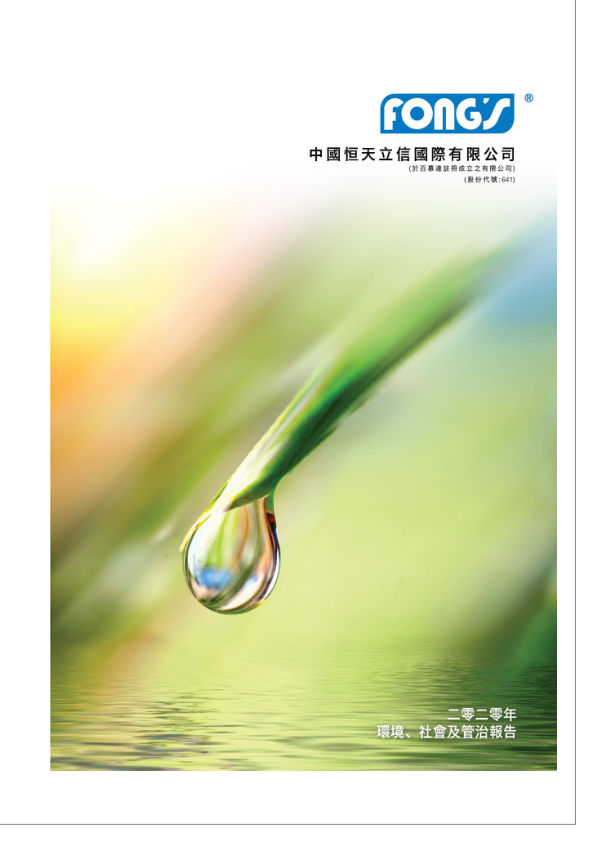 FONG'S ®
中國恒天立信國際有限公司
(於百慕達註冊成立之有限公司)
(股份代號:641)
二零二零年
環境、社會及管治報告